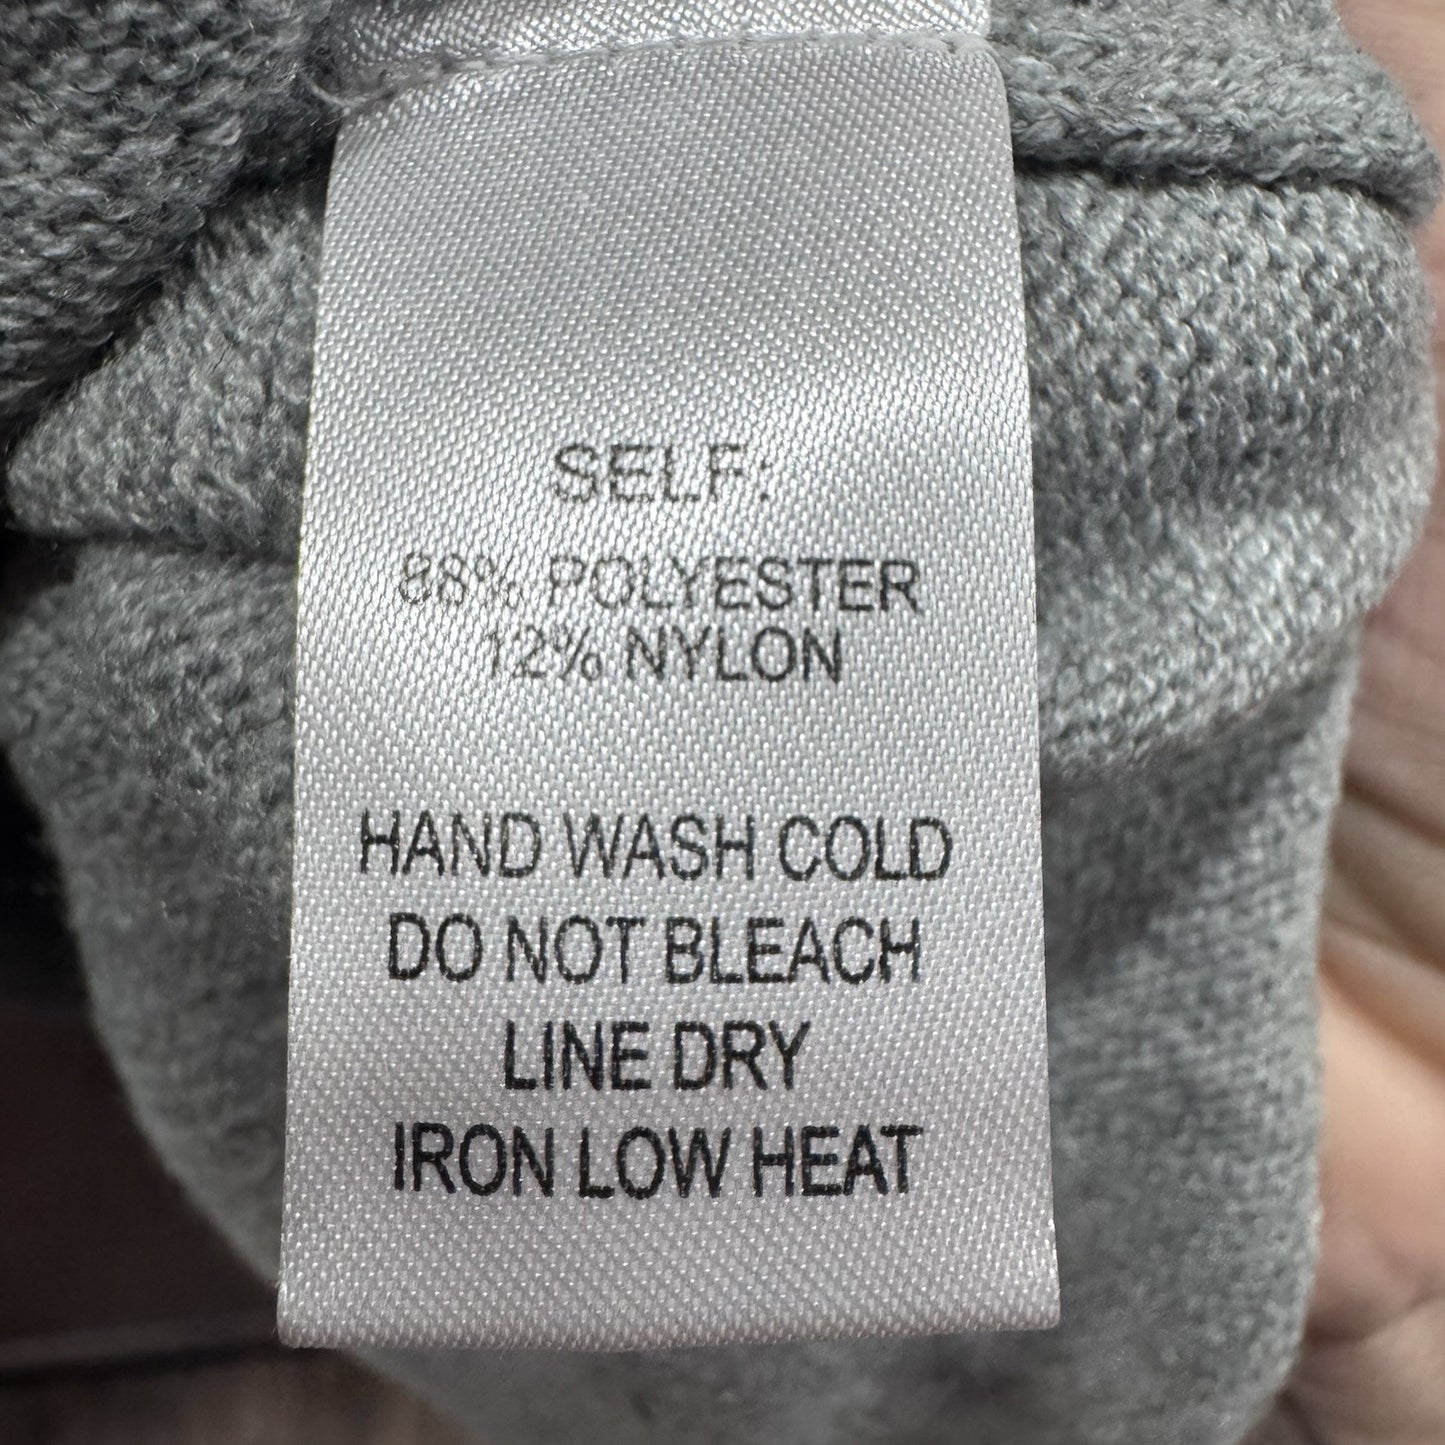 SELF:
88% POLYESTER
12% NYLON
HAND WASH COLD
DO NOT BLEACH
LINE DRY
IRON LOW HEAT